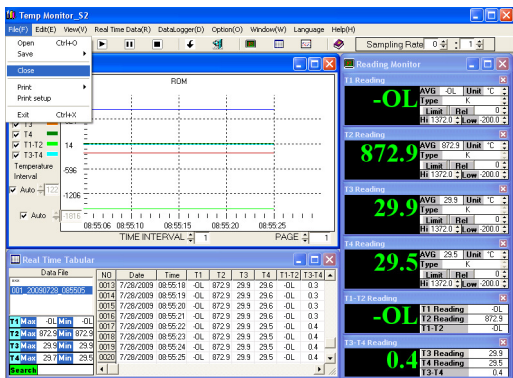 Temp Monitor_S2
File(F) Edit(E) View(V) Real Time Data(R) DataLogger(D) Option(O) Window(W) Language Help(H)
Open Ctrl+O
Save
Close
Print
Print setup
Exit Ctrl+X
Sampling Rate 0 : 1
RDM
T3
T4
T1-T2
T3-T4
Temperature
Interval
Auto 122
Auto -1816
14
-596
-1206
08:55:06 08:55:10 08:55:15 08:55:20 08:55:25
TIME INTERVAL 1 PAGE 1
Reading Monitor
T1 Reading
-OL
AVG -OL Unit °C
Type K
Limit Rel 0
Hi 1372.0 Low -200.0
T2 Reading
872.9
AVG 872.9 Unit °C
Type K
Limit Rel 0
Hi 1372.0 Low -200.0
T3 Reading
29.9
AVG 29.9 Unit °C
Type K
Limit Rel 0
Hi 1372.0 Low -200.0
T4 Reading
29.5
AVG 29.5 Unit °C
Type K
Limit Rel 0
Hi 1372.0 Low -200.0
T1-T2 Reading
-OL
T1 Reading -OL
T2 Reading 872.9
T1-T2 -OL
T3-T4 Reading
0.4
T3 Reading 29.9
T4 Reading 29.5
T3-T4 0.4
Real Time Tabular
Data File
001_20090728_085505
T1 Max -OL Min -OL
T2 Max 872.9 Min 872.9
T3 Max 29.9 Min 29.9
T4 Max 29.7 Min 29.5
Search
NO Date Time T1 T2 T3 T4 T1-T2 T3-T4
0013 7/28/2009 08:55:18 -OL 872.9 29.9 29.6 -OL 0.3
0014 7/28/2009 08:55:19 -OL 872.9 29.9 29.6 -OL 0.3
0015 7/28/2009 08:55:20 -OL 872.9 29.9 29.6 -OL 0.3
0016 7/28/2009 08:55:21 -OL 872.9 29.9 29.6 -OL 0.3
0017 7/28/2009 08:55:22 -OL 872.9 29.9 29.5 -OL 0.4
0018 7/28/2009 08:55:23 -OL 872.9 29.9 29.5 -OL 0.4
0019 7/28/2009 08:55:24 -OL 872.9 29.9 29.5 -OL 0.4
0020 7/28/2009 08:55:25 -OL 872.9 29.9 29.5 -OL 0.4